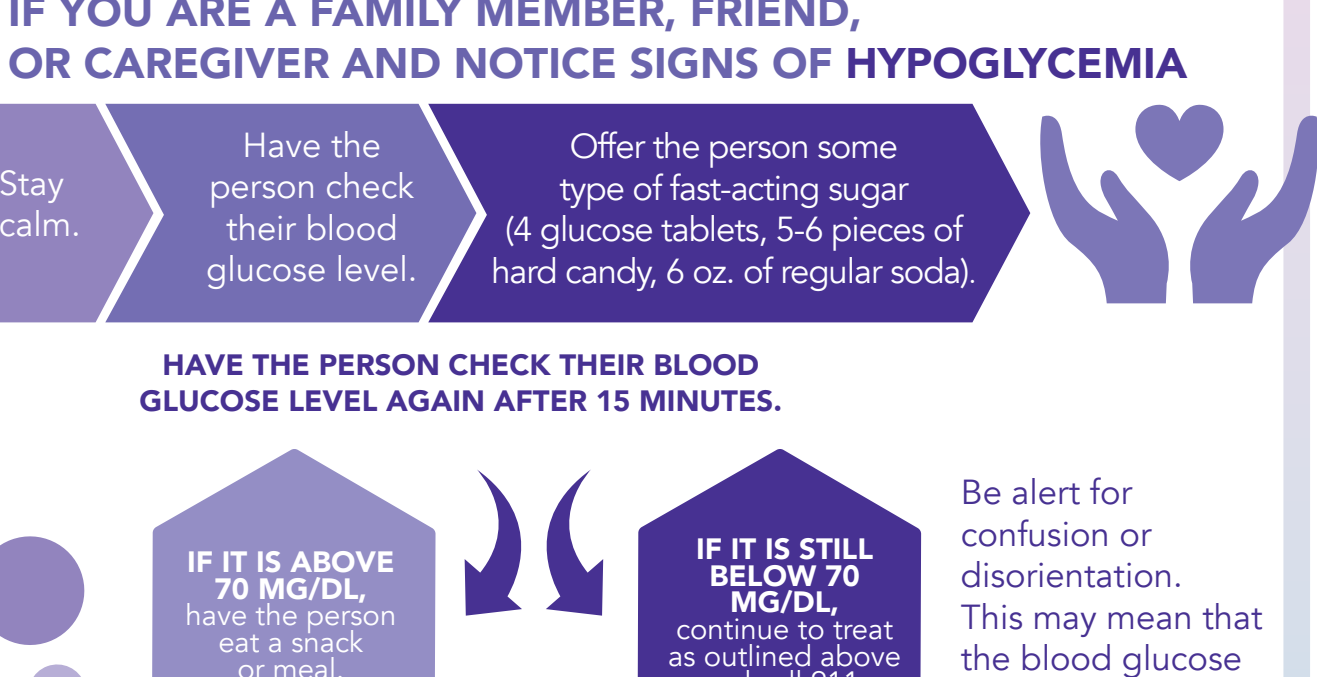 IF YOU ARE A FAMILY MEMBER, FRIEND,
OR CAREGIVER AND NOTICE SIGNS OF HYPOGLYCEMIA
Stay
calm.
Have the
person check
their blood
glucose level.
Offer the person some
type of fast-acting sugar
(4 glucose tablets, 5-6 pieces of
hard candy, 6 oz. of regular soda).
HAVE THE PERSON CHECK THEIR BLOOD
GLUCOSE LEVEL AGAIN AFTER 15 MINUTES.
IF IT IS ABOVE
70 MG/DL,
have the person
eat a snack
or meal.
IF IT IS STILL
BELOW 70
MG/DL,
continue to treat
as outlined above
911
Be alert for
confusion or
disorientation.
This may mean that
the blood glucose